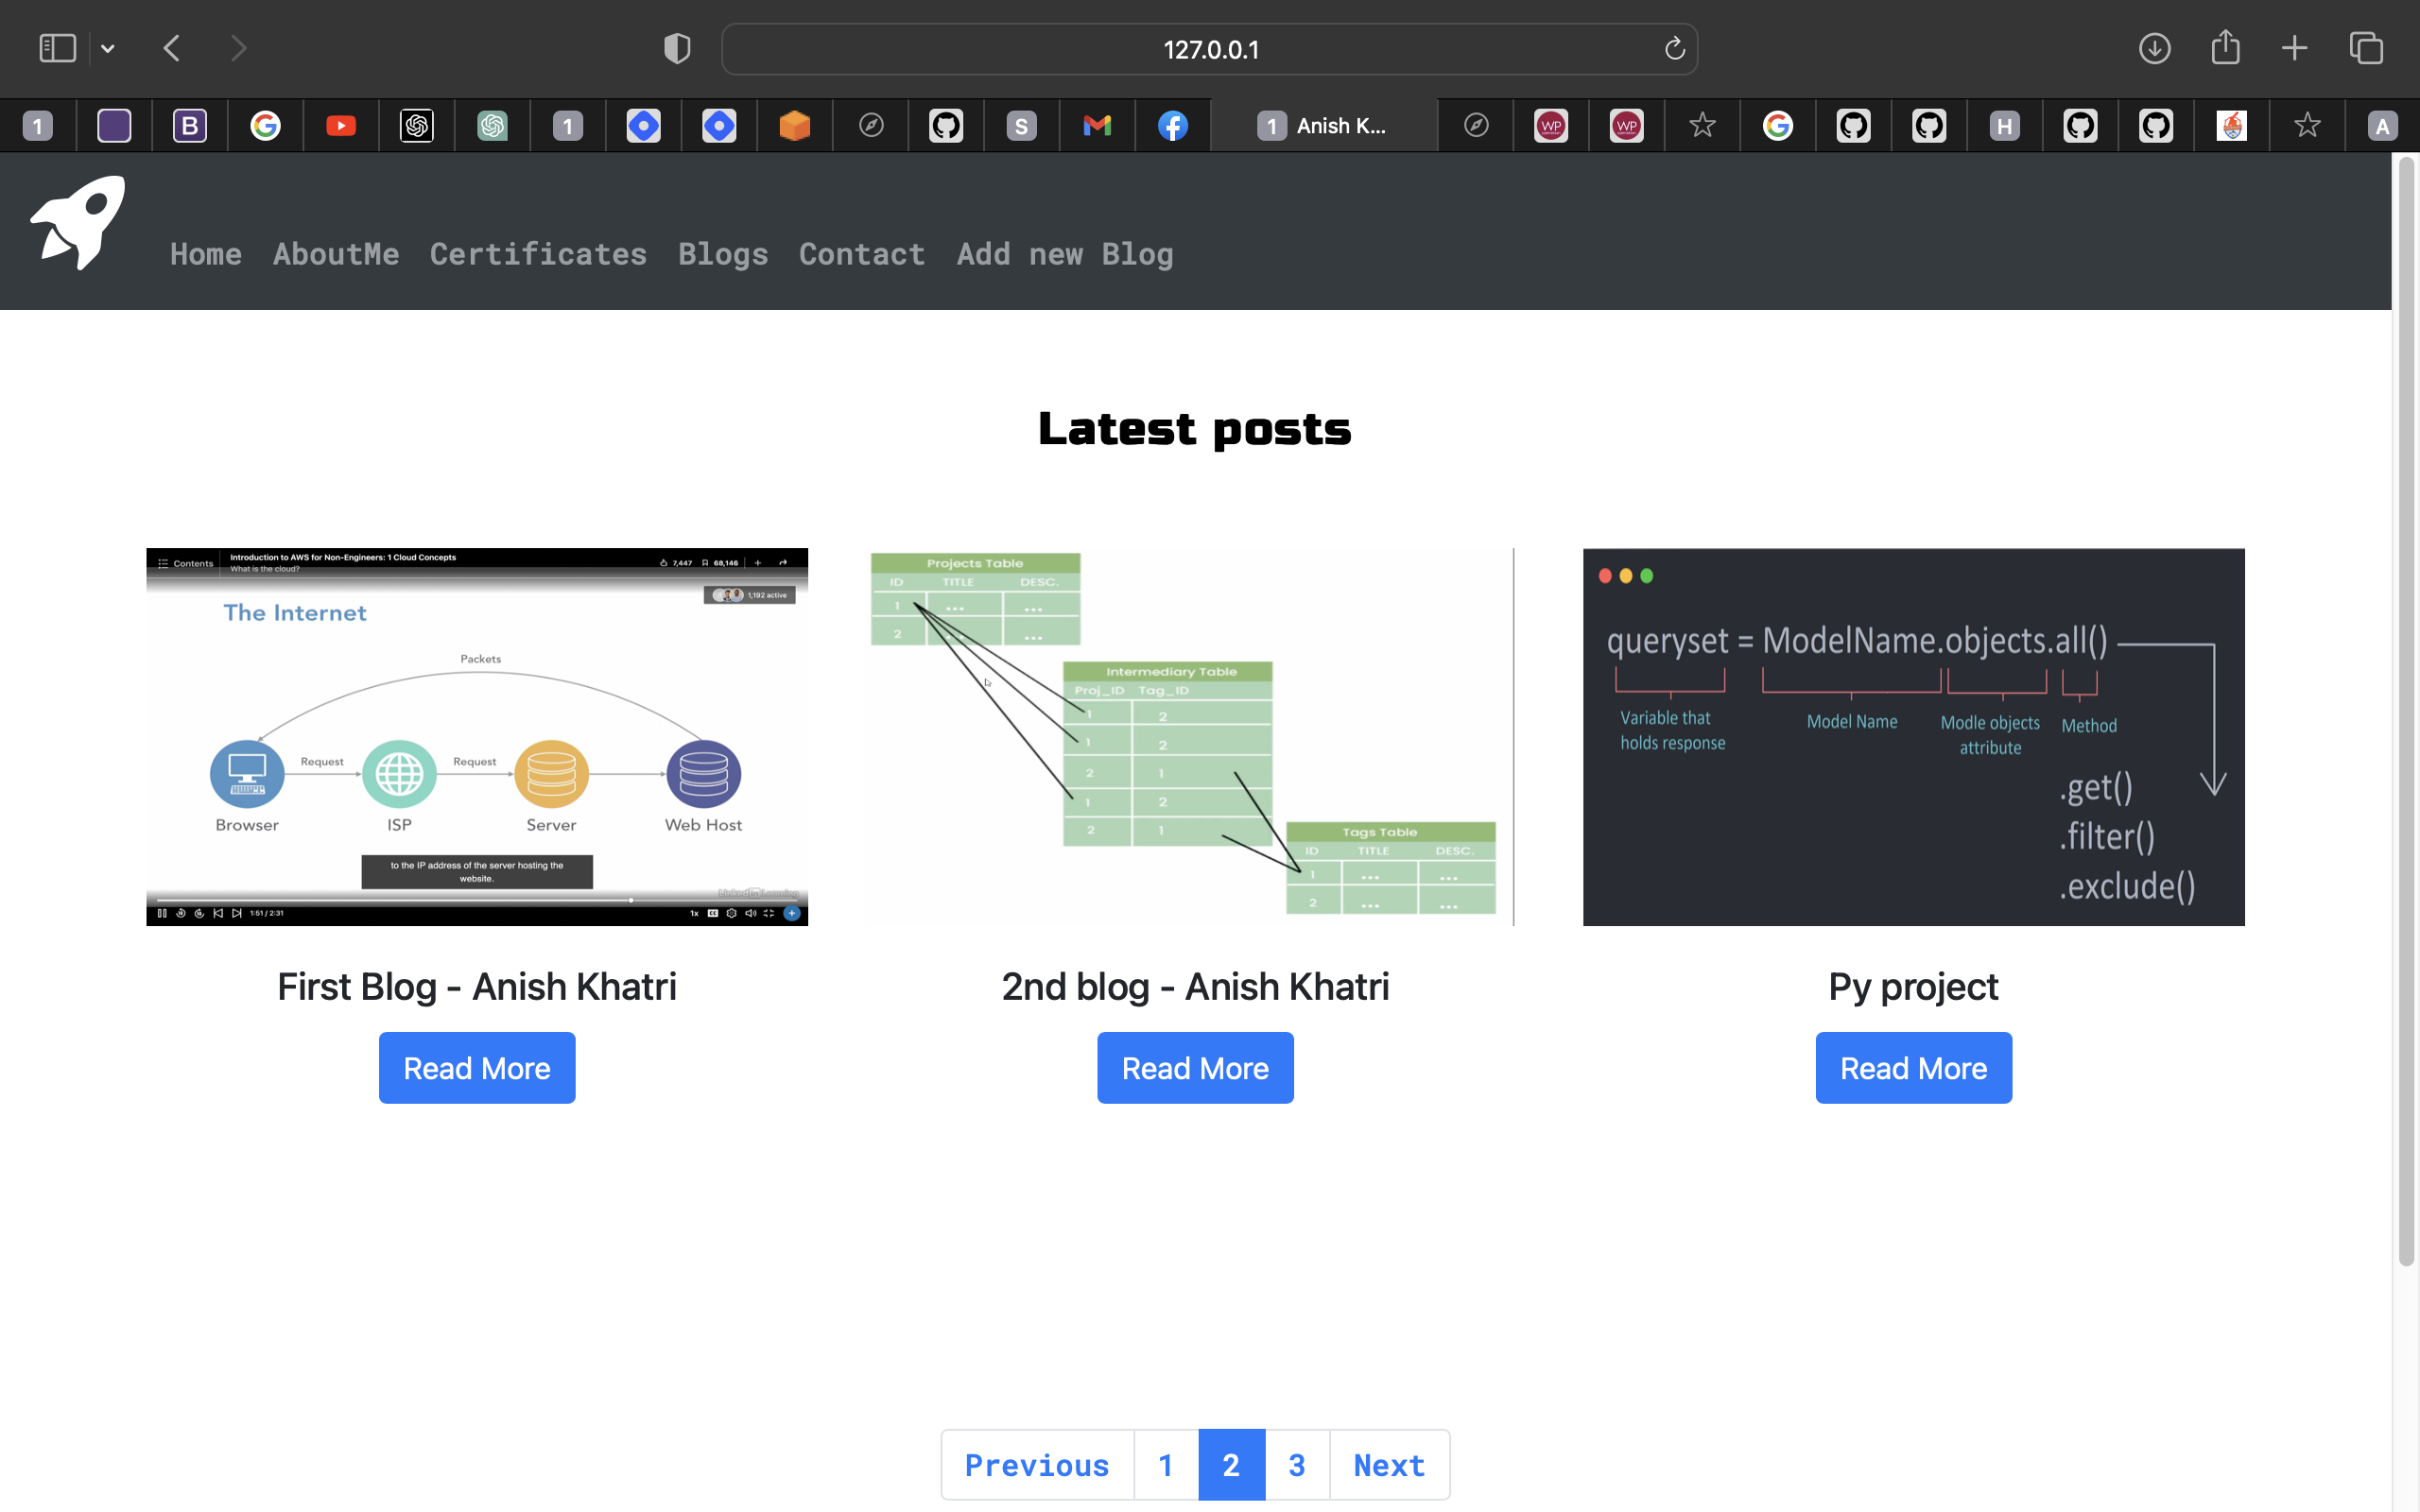 127.0.0.1
1
B
1
S
1 Anish K...
WP
WP
H
A
Home AboutMe Certificates Blogs Contact Add new Blog
Latest posts
Contents
Introduction to AWS for Non-Engineers: 1 Cloud Concepts
What is the cloud?
7,447 68,146
1,192 active
The Internet
Packets
Request
Request
Browser
ISP
Server
Web Host
to the IP address of the server hosting the
website.
1:51 / 2:31
1x CC
Projects Table
ID TITLE DESC.
1 ... ...
2 ... ...
Intermediary Table
Proj_ID Tag_ID
1 2
1 2
2 1
1 2
2 1
Tags Table
ID TITLE DESC.
1 ... ...
2 ... ...
queryset = ModelName.objects.all()
Variable that
holds response
Model Name
Modle objects
attribute
Method
.get()
.filter()
.exclude()
First Blog - Anish Khatri
2nd blog - Anish Khatri
Py project
Read More
Read More
Read More
Previous 1 2 3 Next